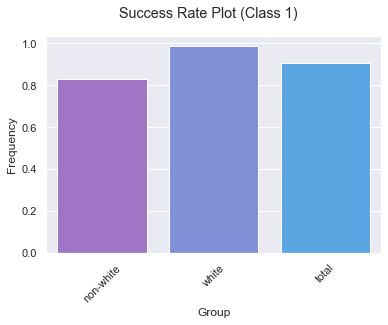 Success Rate Plot (Class 1)
Frequency
1.0
0.8
0.6
0.4
0.2
0.0
non-white
white
total
Group